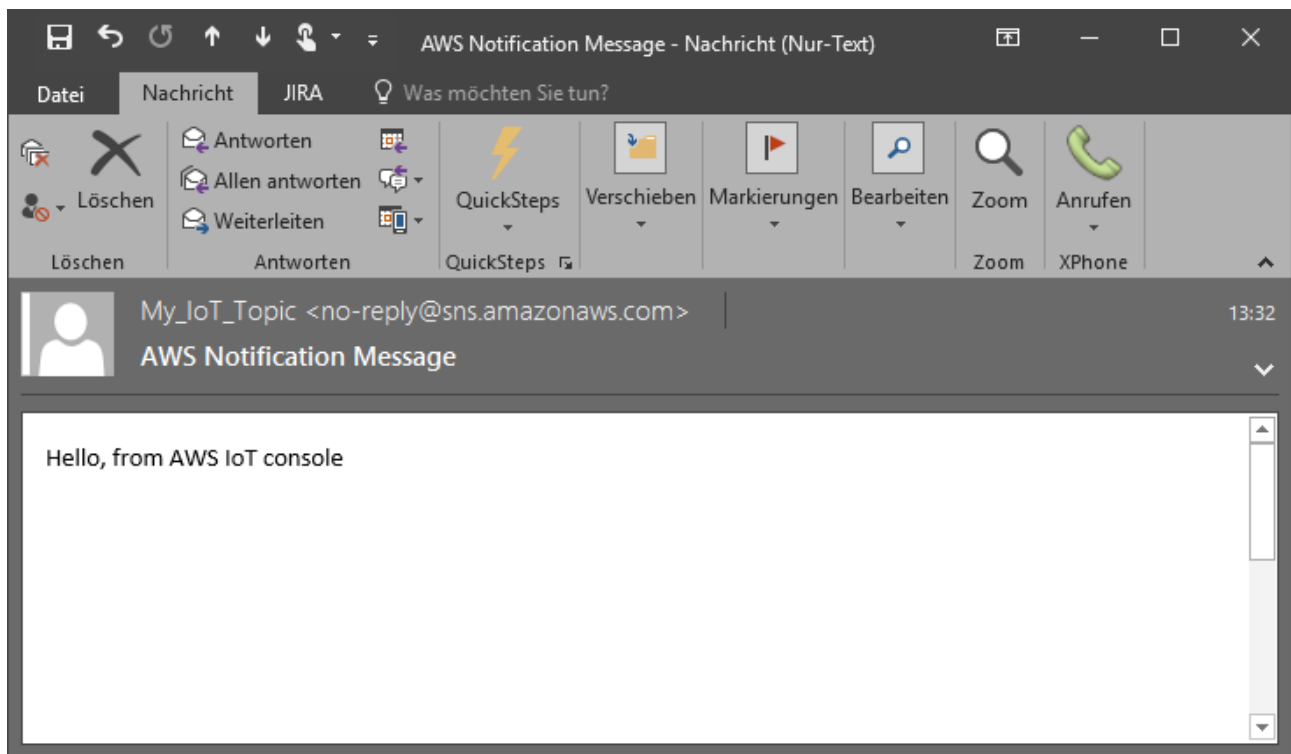 AWS Notification Message - Nachricht (Nur-Text)
Datei Nachricht JIRA Was möchten Sie tun?
Löschen
Antworten
Allen antworten
Weiterleiten
QuickSteps
Verschieben
Markierungen
Bearbeiten
Zoom
Anrufen
Löschen Antworten QuickSteps Zoom XPhone
My_IoT_Topic <no-reply@sns.amazonaws.com> 13:32
AWS Notification Message
Hello, from AWS IoT console